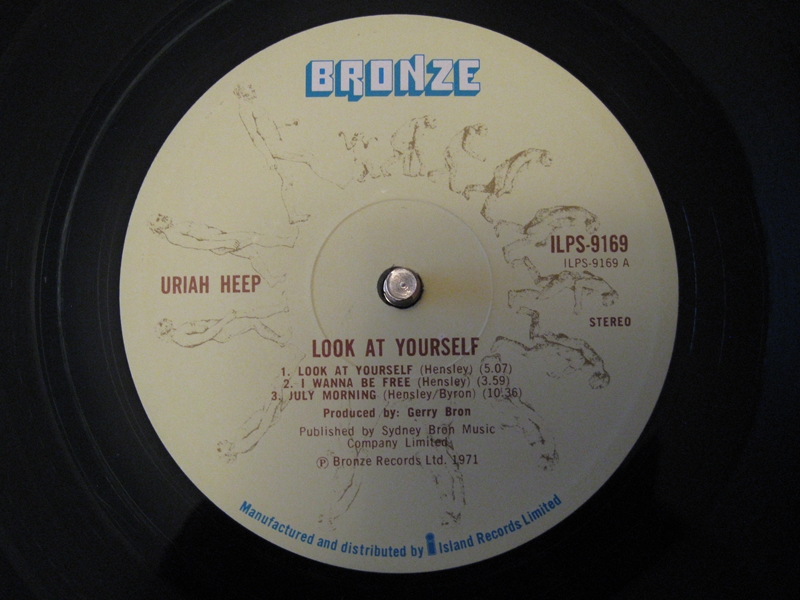 BRONZE
URIAH HEEP
ILPS-9169
ILPS-9169 A
STEREO
LOOK AT YOURSELF
1. LOOK AT YOURSELF (Hensley) (5.07)
2. I WANNA BE FREE (Hensley) (3.59)
3. JULY MORNING (Hensley/Byron) (10.36)
Produced by: Gerry Bron
Published by Sydney Bron Music
Company Limited
Ⓟ Bronze Records Ltd. 1971
Manufactured and distributed by i Island Records Limited